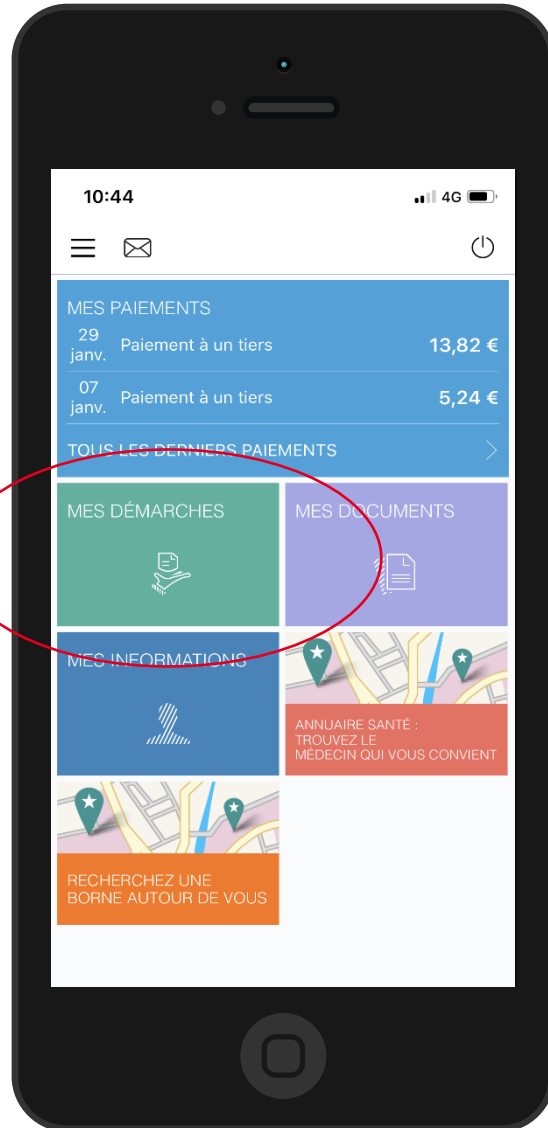 10:44
4G
MES PAIEMENTS
29 janv. Paiement à un tiers 13,82 €
07 janv. Paiement à un tiers 5,24 €
TOUS LES DERNIERS PAIEMENTS
MES DÉMARCHES
MES DOCUMENTS
MES INFORMATIONS
ANNUAIRE SANTÉ :
TROUVEZ LE
MÉDECIN QUI VOUS CONVIENT
RECHERCHEZ UNE
BORNE AUTOUR DE VOUS